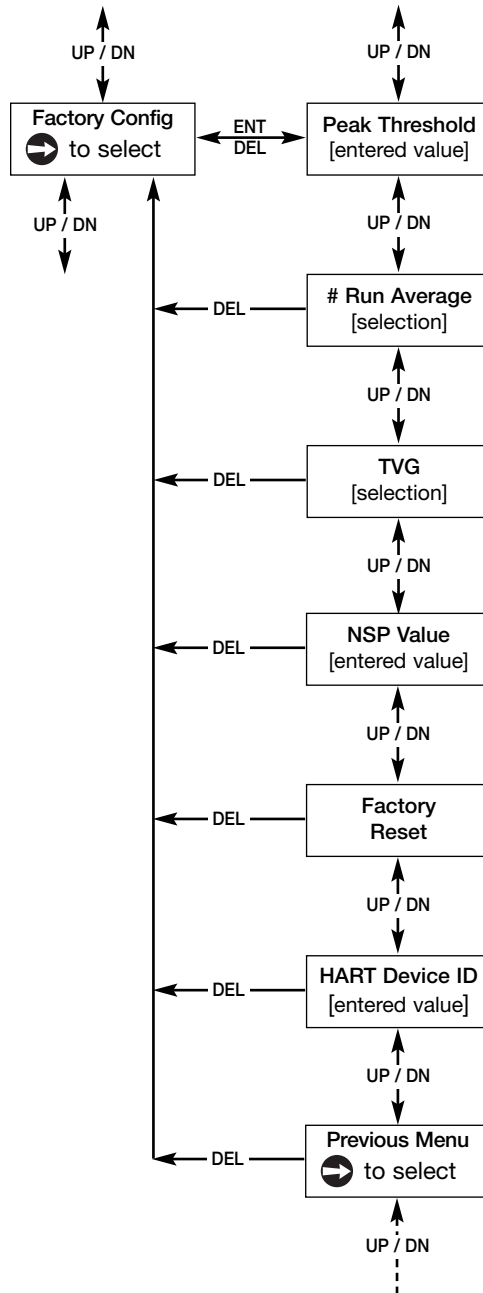 UP / DN
UP / DN
Factory Config
to select
ENT
DEL
Peak Threshold
[entered value]
UP / DN
UP / DN
# Run Average
[selection]
DEL
UP / DN
TVG
[selection]
DEL
UP / DN
NSP Value
[entered value]
DEL
UP / DN
Factory
Reset
DEL
UP / DN
HART Device ID
[entered value]
DEL
UP / DN
Previous Menu
to select
DEL
UP / DN